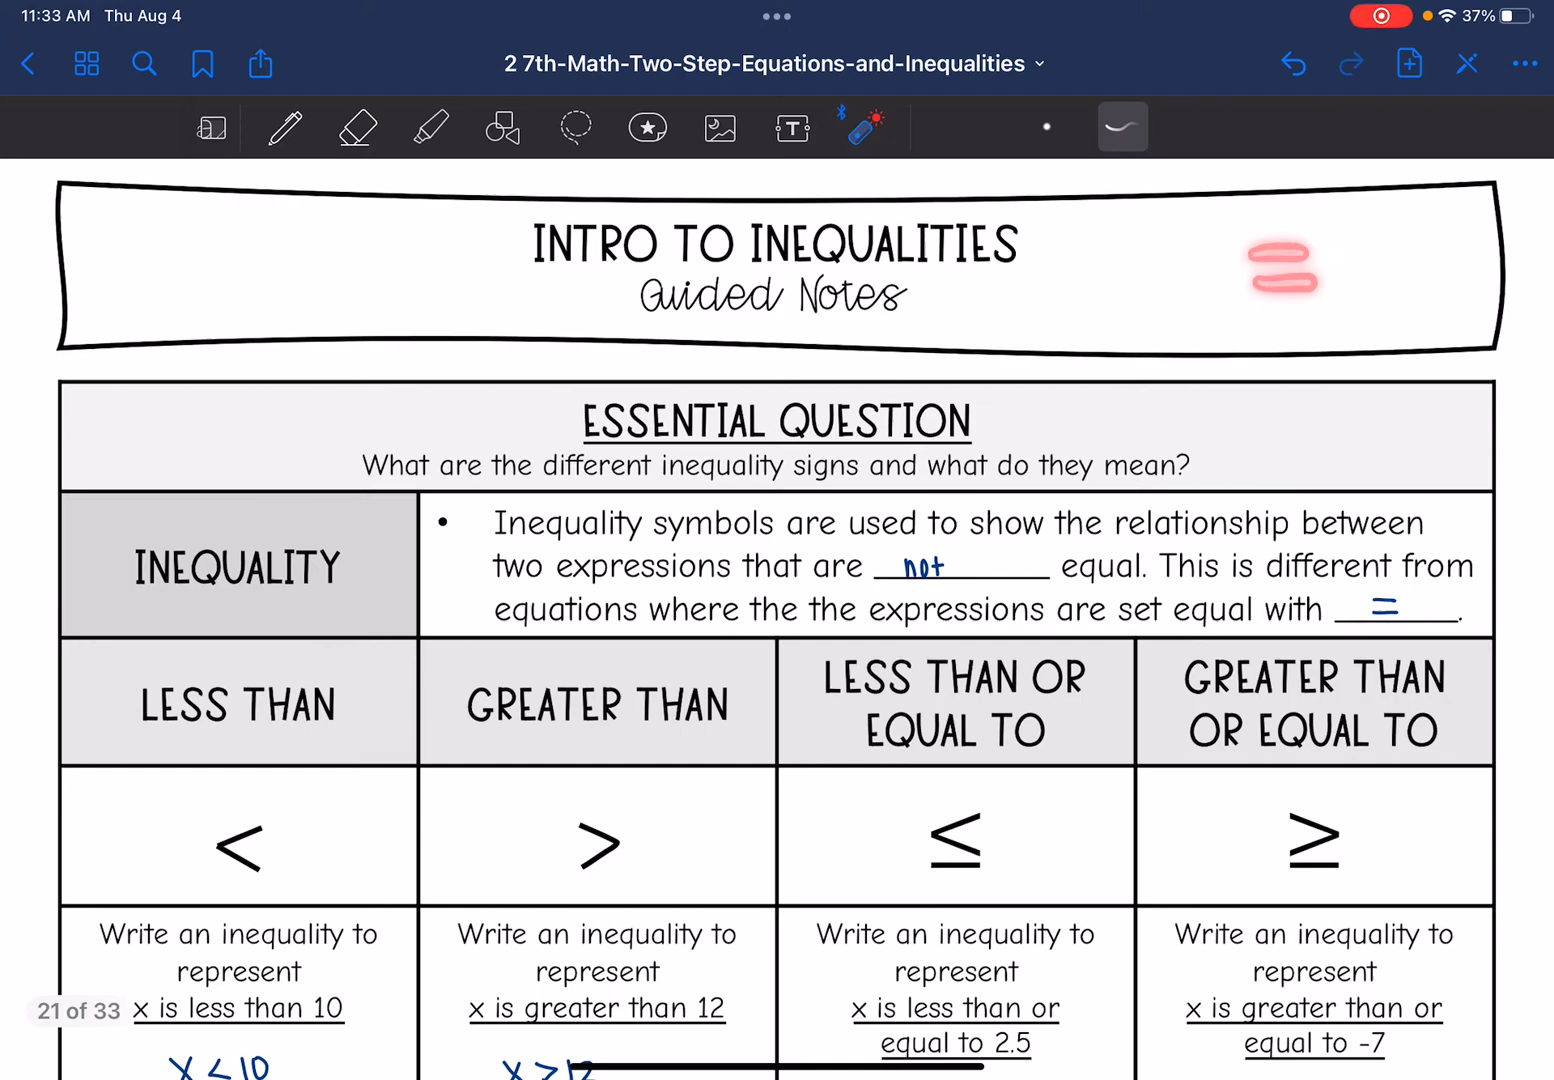 11:33 AM Thu Aug 4
37%
2 7th-Math-Two-Step-Equations-and-Inequalities
T
INTRO TO INEQUALITIES
Guided Notes
=
ESSENTIAL QUESTION
What are the different inequality signs and what do they mean?
INEQUALITY
• Inequality symbols are used to show the relationship between
two expressions that are not equal. This is different from
equations where the the expressions are set equal with =.
LESS THAN
GREATER THAN
LESS THAN OR
EQUAL TO
GREATER THAN
OR EQUAL TO
<
>
≤
≥
Write an inequality to
represent
x is less than 10
x < 10
Write an inequality to
represent
x is greater than 12
x > 12
Write an inequality to
represent
x is less than or
equal to 2.5
Write an inequality to
represent
x is greater than or
equal to -7
21 of 33